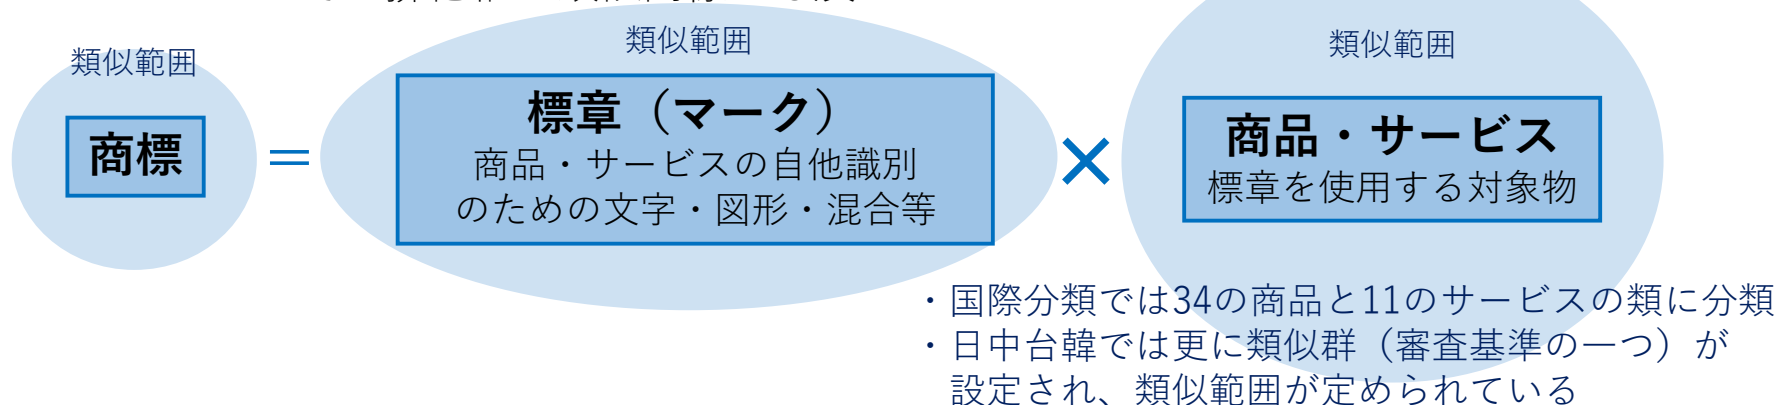 類似範囲
類似範囲
類似範囲
商標
＝
標章（マーク）
商品・サービスの自他識別
のための文字・図形・混合等
×
商品・サービス
標章を使用する対象物
・国際分類では34の商品と11のサービスの類に分類
・日中台韓では更に類似群（審査基準の一つ）が
設定され、類似範囲が定められている